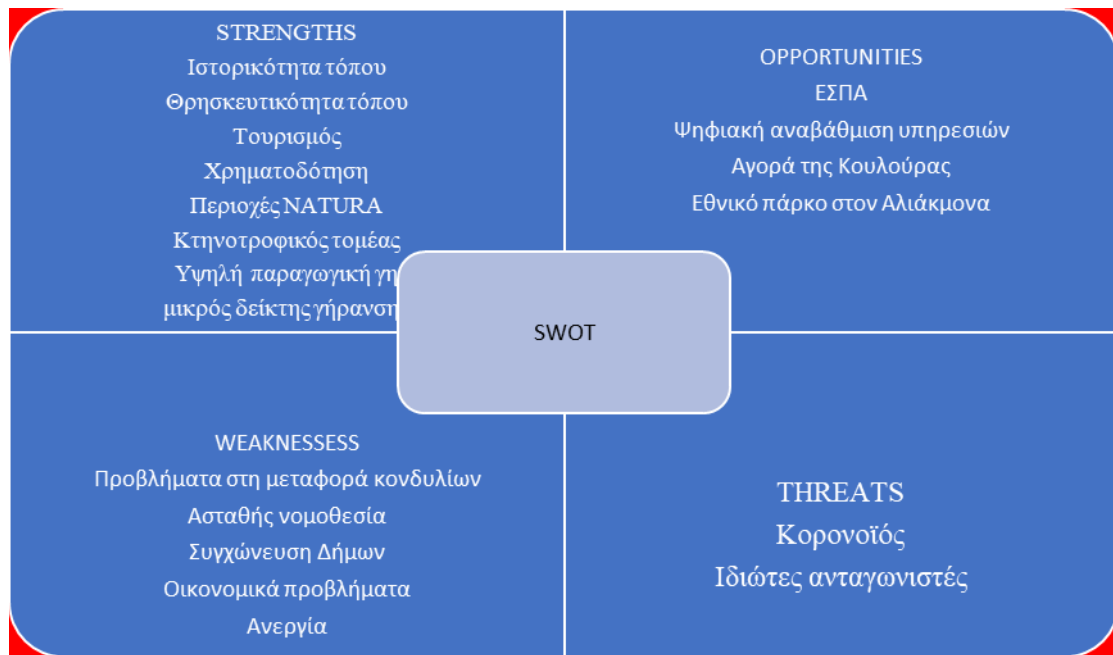 STRENGTHS
Ιστορικότητα τόπου
Θρησκευτικότητα τόπου
Τουρισμός
Χρηματοδότηση
Περιοχές NATURA
Κτηνοτροφικός τομέας
Υψηλή παραγωγική γη
μικρός δείκτης γήρανση
OPPORTUNITIES
ΕΣΠΑ
Ψηφιακή αναβάθμιση υπηρεσιών
Αγορά της Κουλούρας
Εθνικό πάρκο στον Αλιάκμονα
SWOT
WEAKNESSESS
Προβλήματα στη μεταφορά κονδυλίων
Ασταθής νομοθεσία
Συγχώνευση Δήμων
Οικονομικά προβλήματα
Ανεργία
THREATS
Κορονοϊός
Ιδιώτες ανταγωνιστές